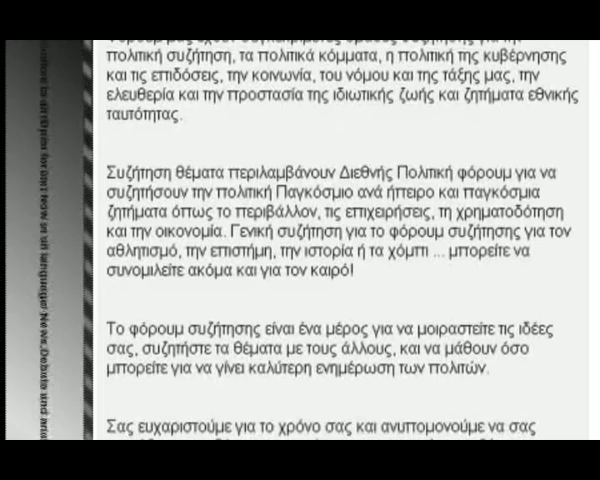 πολιτική συζήτηση, τα πολιτικά κόμματα, η πολιτική της κυβέρνησης
και τις επιδόσεις, την κοινωνία, του νόμου και της τάξης μας, την
ελευθερία και την προστασία της ιδιωτικής ζωής και ζητήματα εθνικής
ταυτότητας.
Συζήτηση θέματα περιλαμβάνουν Διεθνής Πολιτική φόρουμ για να
συζητήσουν την πολιτική Παγκόσμιο ανά ήπειρο και παγκόσμια
ζητήματα όπως το περιβάλλον, τις επιχειρήσεις, τη χρηματοδότηση
και την οικονομία. Γενική συζήτηση για το φόρουμ συζήτησης για τον
αθλητισμό, την επιστήμη, την ιστορία ή τα χόμπι ... μπορείτε να
συνομιλείτε ακόμα και για τον καιρό!
Το φόρουμ συζήτησης είναι ένα μέρος για να μοιραστείτε τις ιδέες
σας, συζητήστε τα θέματα με τους άλλους, και να μάθουν όσο
μπορείτε για να γίνει καλύτερη ενημέρωση των πολιτών.
Σας ευχαριστούμε για το χρόνο σας και ανυπομονούμε να σας